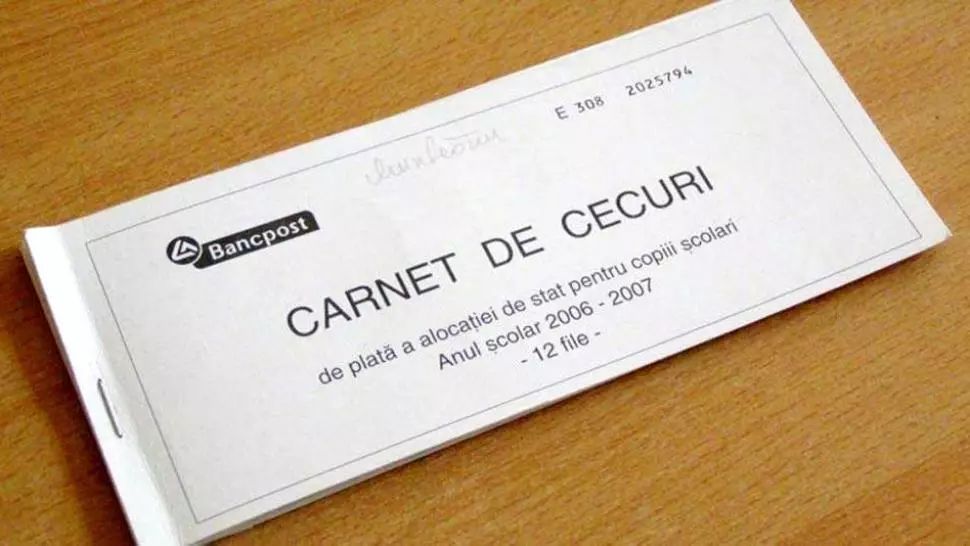 E 308 2025794
Bancpost
CARNET DE CECURI
de plată a alocației de stat pentru copiii școlari
Anul școlar 2006 - 2007
- 12 file -